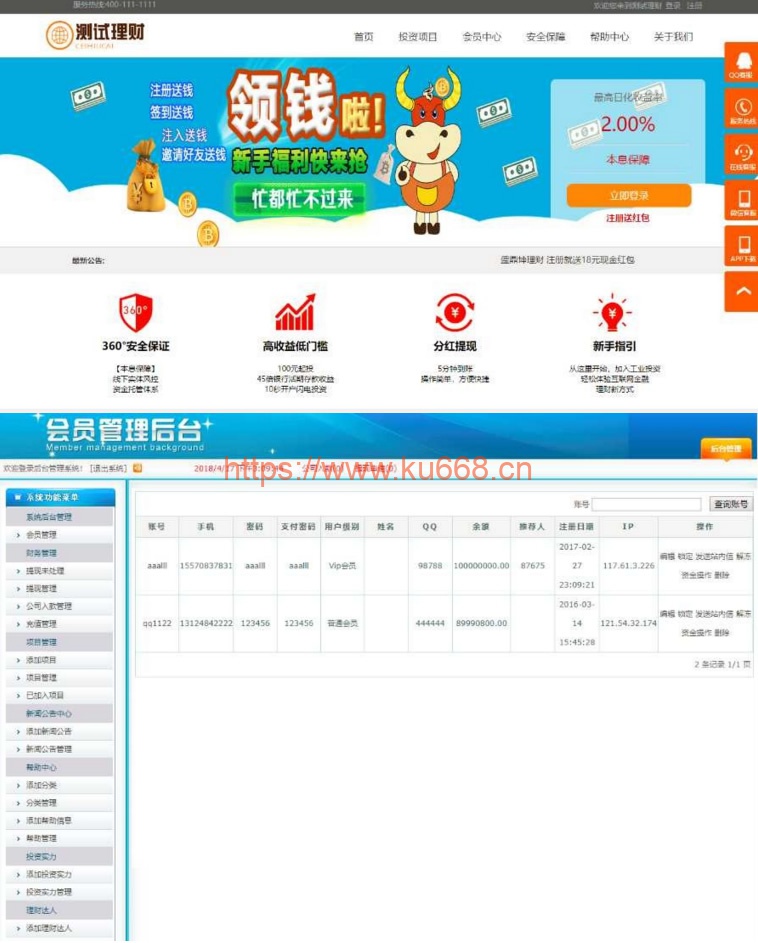 服务热线:400-111-1111
欢迎您来到测试理财 登录 注册
测试理财
CESHILICAI
首页 投资项目 会员中心 安全保障 帮助中心 关于我们
注册送钱
签到送钱
注入送钱
邀请好友送钱
领钱啦!
新手福利快来抢
忙都忙不过来
最高日化收益率
2.00%
本息保障
立即登录
注册送红包
QQ客服
服务热线
在线客服
微信客服
APP下载
最新公告:
蓝鼎坤理财 注册就送18元现金红包
360°
360°安全保证
【本息保障】
线下实体风控
资金托管体系
高收益低门槛
100元起投
45倍银行活期存款收益
10秒开户闪电投资
分红提现
5分钟到账
操作简单、方便快捷
新手指引
从这里开始，加入工业投资
轻松体验互联网金融
理财新方式
会员管理后台
Member management background
后台管理
欢迎登录后台管理系统! [退出系统]
https://www.ku668.cn
系统功能菜单
系统后台管理
会员管理
财务管理
提现未处理
提现管理
公司入款管理
充值管理
项目管理
添加项目
项目管理
已加入项目
新闻公告中心
添加新闻公告
新闻公告管理
帮助中心
添加分类
分类管理
添加帮助信息
帮助管理
投资实力
添加投资实力
投资实力管理
理财达人
添加理财达人
账号 查询账号
账号 手机 密码 支付密码 用户级别 姓名 QQ 余额 推荐人 注册日期 IP 操作
aaalll 15570837831 aaalll aaalll Vip会员 98788 100000000.00 87675 2017-02-27 23:09:21 117.61.3.226 编辑 锁定 发送站内信 解冻 资金操作 删除
qq1122 13124842222 123456 123456 普通会员 444444 89990800.00 2016-03-14 15:45:28 121.54.32.174 编辑 锁定 发送站内信 解冻 资金操作 删除
2 条记录 1/1 页